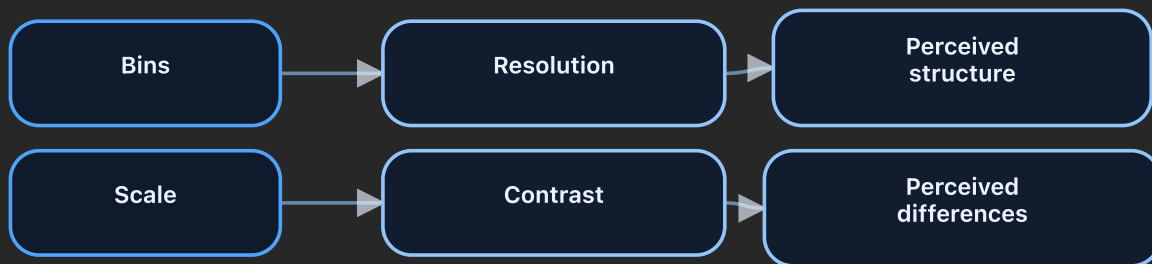 Bins
Resolution
Perceived
structure
Scale
Contrast
Perceived
differences